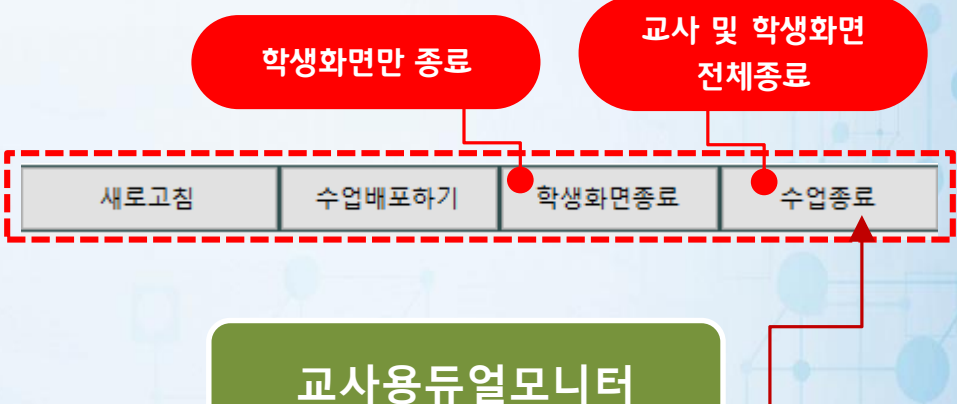 학생화면만 종료
교사 및 학생화면
전체종료
새로고침
수업배포하기
학생화면종료
수업종료
교사용듀얼모니터